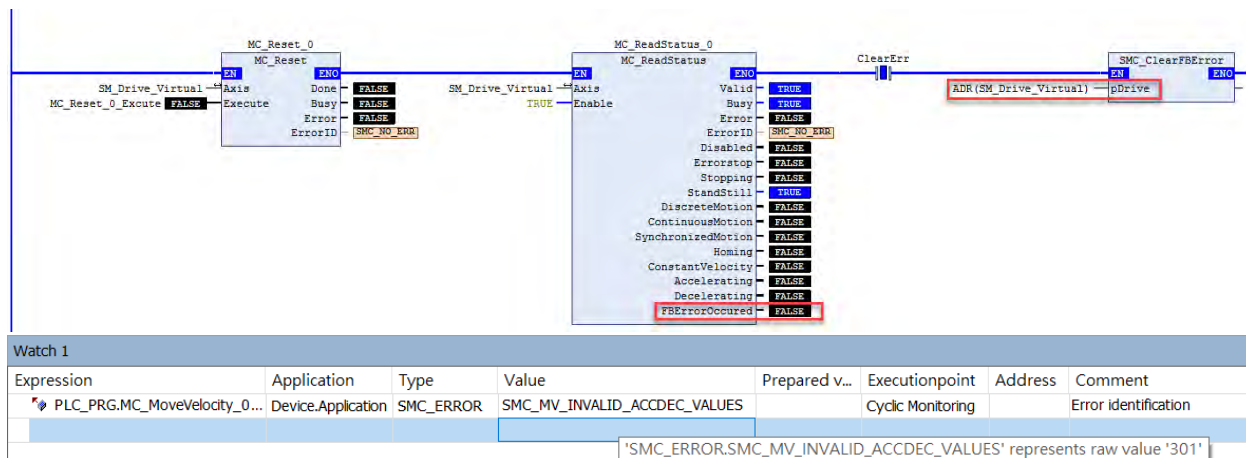 MC_Reset_0 MC_ReadStatus_0
MC_Reset MC_ReadStatus ClearErr SMC_ClearFBError
EN ENO EN ENO EN ENO
SM_Drive_Virtual Axis Done FALSE SM_Drive_Virtual Axis Valid TRUE ADR(SM_Drive_Virtual) pDrive
MC_Reset_0_Excute FALSE Execute Busy FALSE TRUE Enable Busy TRUE
Error FALSE Error FALSE
ErrorID SMC_NO_ERR ErrorID SMC_NO_ERR
Disabled FALSE
Errorstop FALSE
Stopping FALSE
StandStill TRUE
DiscreteMotion FALSE
ContinuousMotion FALSE
SynchronizedMotion FALSE
Homing FALSE
ConstantVelocity FALSE
Accelerating FALSE
Decelerating FALSE
FBErrorOccured FALSE
Watch 1
Expression Application Type Value Prepared v... Executionpoint Address Comment
PLC_PRG.MC_MoveVelocity_0... Device.Application SMC_ERROR SMC_MV_INVALID_ACCDEC_VALUES Cyclic Monitoring Error identification
'SMC_ERROR.SMC_MV_INVALID_ACCDEC_VALUES' represents raw value '301'